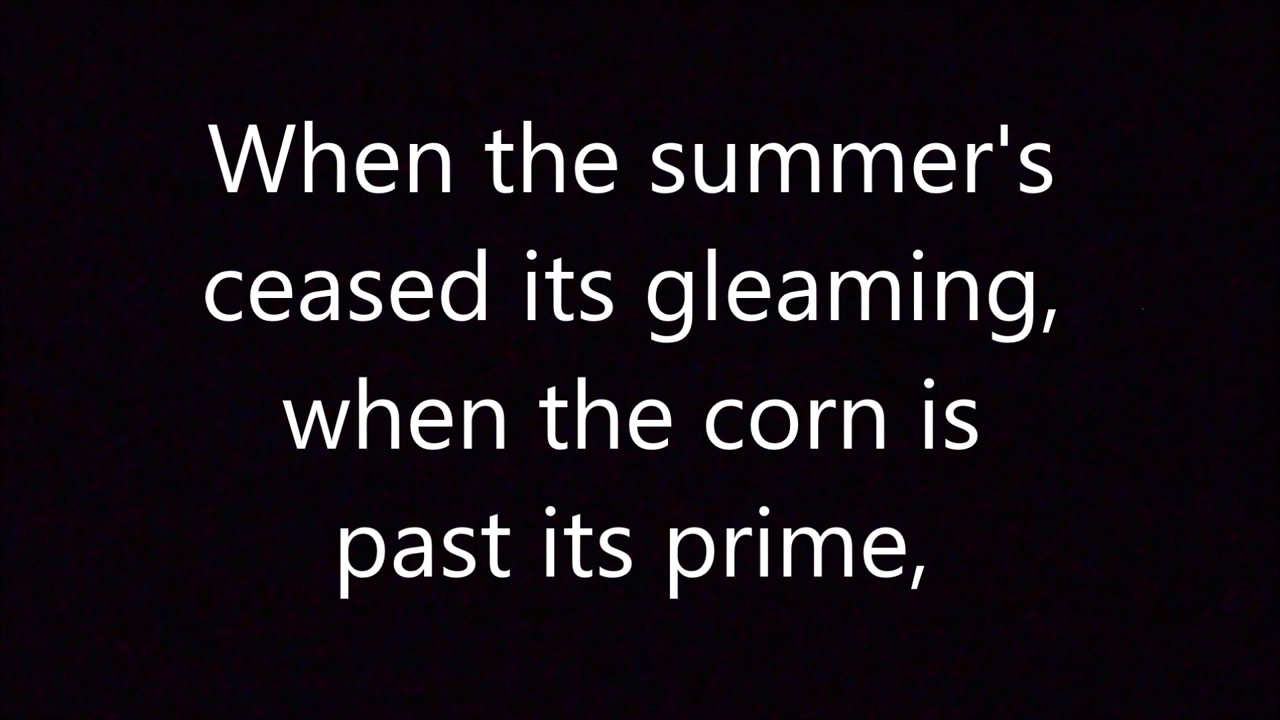 When the summer's
ceased its gleaming,
when the corn is
past its prime,